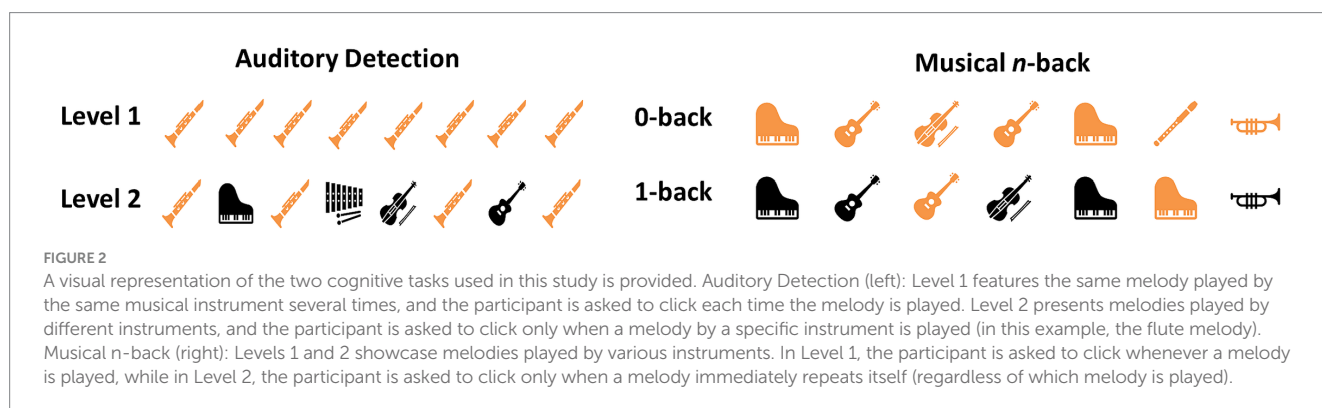 Auditory Detection
Musical n-back
Level 1
0-back
Level 2
1-back
FIGURE 2
A visual representation of the two cognitive tasks used in this study is provided. Auditory Detection (left): Level 1 features the same melody played by
the same musical instrument several times, and the participant is asked to click each time the melody is played. Level 2 presents melodies played by
different instruments, and the participant is asked to click only when a melody by a specific instrument is played (in this example, the flute melody).
Musical n-back (right): Levels 1 and 2 showcase melodies played by various instruments. In Level 1, the participant is asked to click whenever a melody
is played, while in Level 2, the participant is asked to click only when a melody immediately repeats itself (regardless of which melody is played).